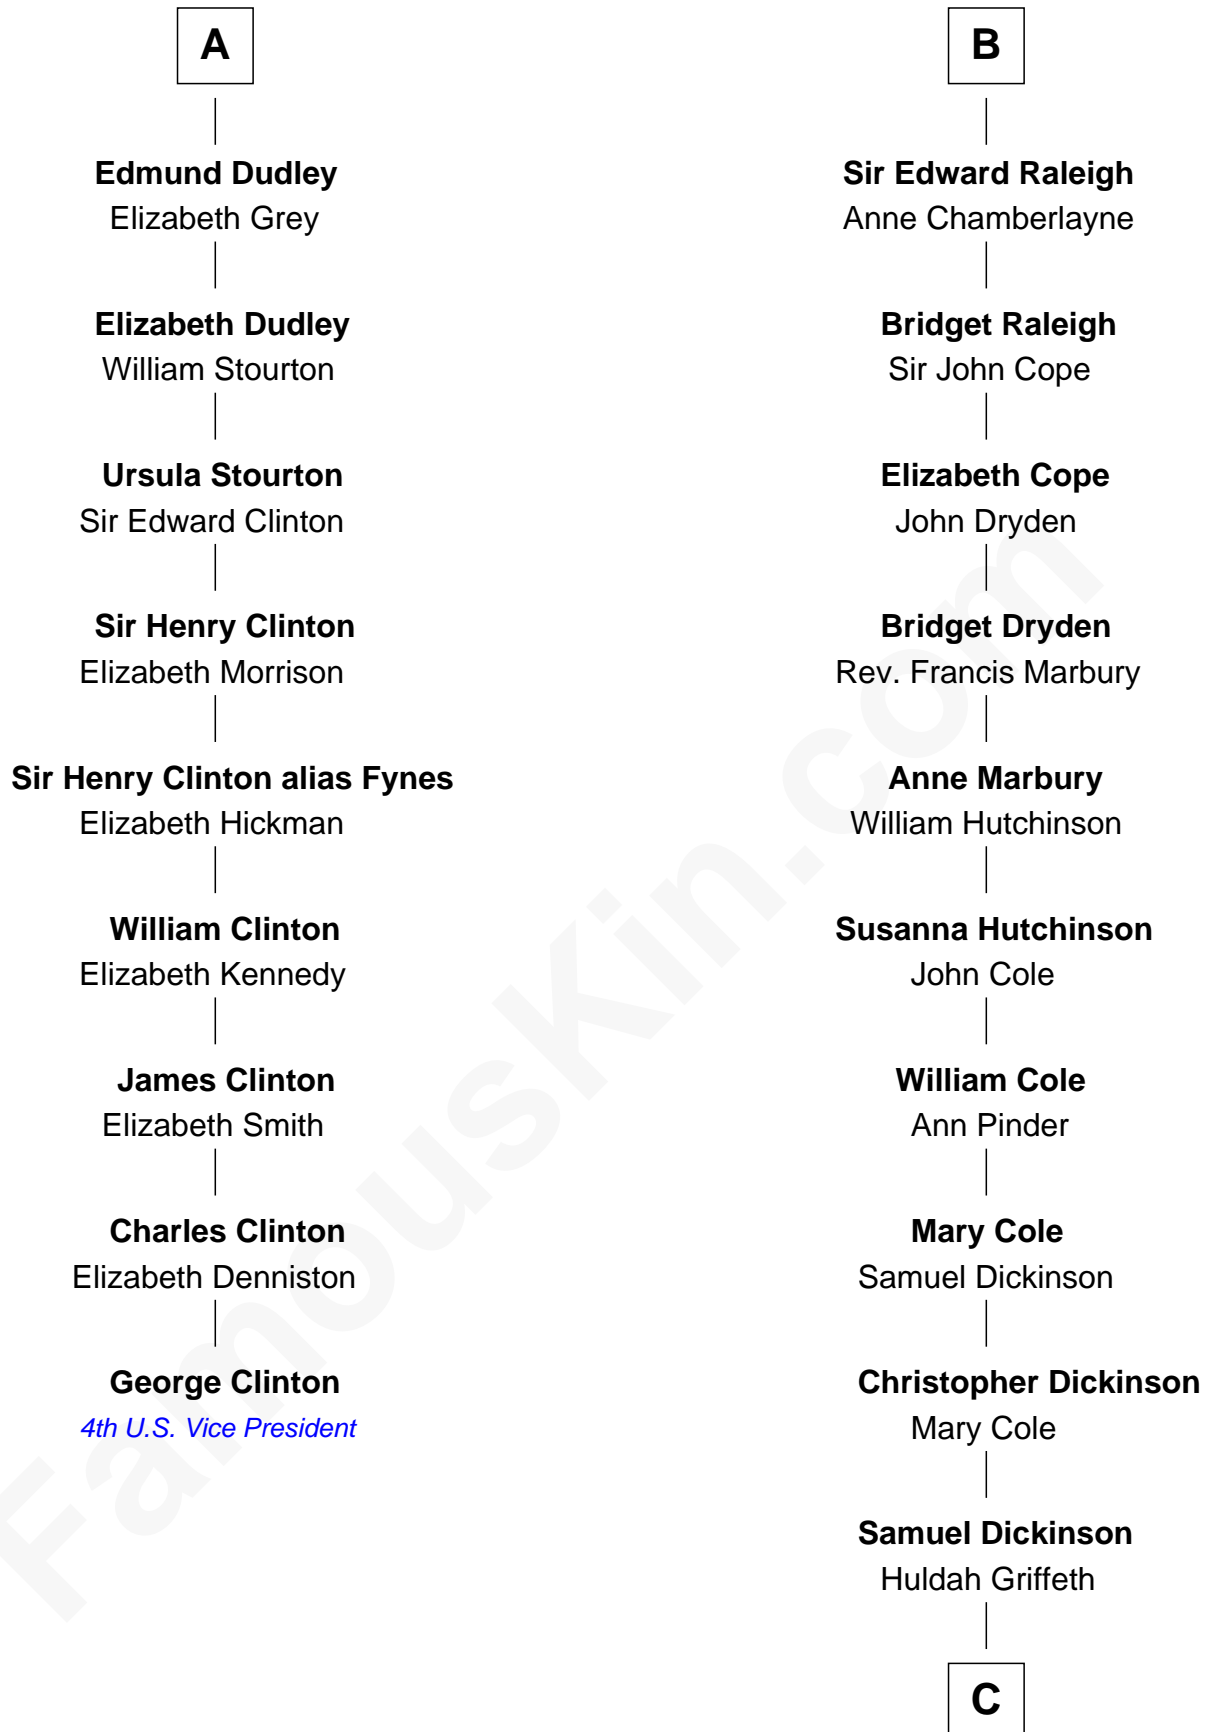 A
Edmund Dudley
Elizabeth Grey
Elizabeth Dudley
William Stourton
Ursula Stourton
Sir Edward Clinton
Sir Henry Clinton
Elizabeth Morrison
Sir Henry Clinton alias Fynes
Elizabeth Hickman
William Clinton
Elizabeth Kennedy
James Clinton
Elizabeth Smith
Charles Clinton
Elizabeth Denniston
George Clinton
4th U.S. Vice President
B
Sir Edward Raleigh
Anne Chamberlayne
Bridget Raleigh
Sir John Cope
Elizabeth Cope
John Dryden
Bridget Dryden
Rev. Francis Marbury
Anne Marbury
William Hutchinson
Susanna Hutchinson
John Cole
William Cole
Ann Pinder
Mary Cole
Samuel Dickinson
Christopher Dickinson
Mary Cole
Samuel Dickinson
Huldah Griffeth
C
FamousKin.com